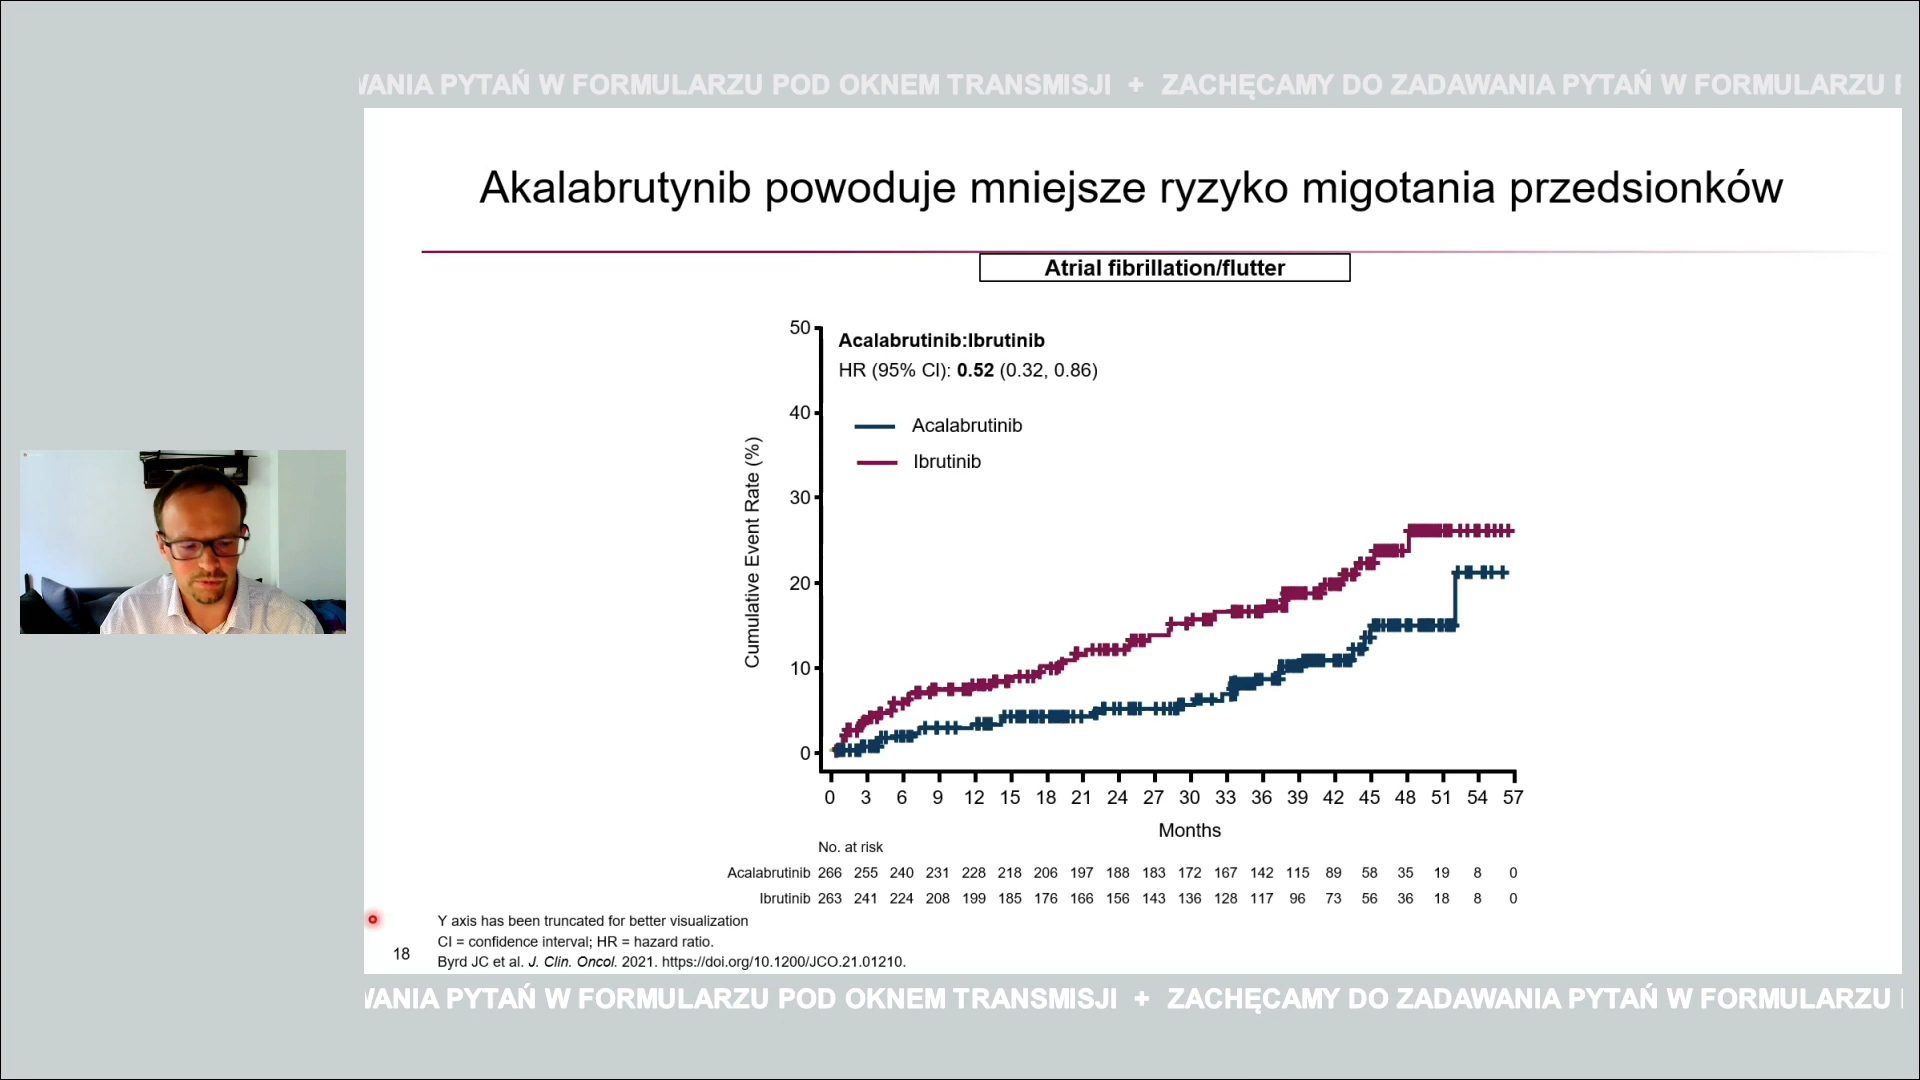 WANIA PYTAŃ W FORMULARZU POD OKNEM TRANSMISJI + ZACHĘCAMY DO ZADAWANIA PYTAŃ W FORMULARZU
Akalabrutynib powoduje mniejsze ryzyko migotania przedsionków
Atrial fibrillation/flutter
Acalabrutinib:Ibrutinib
HR (95% CI): 0.52 (0.32, 0.86)
Acalabrutinib
Ibrutinib
Cumulative Event Rate (%)
50
40
30
20
10
0
0 3 6 9 12 15 18 21 24 27 30 33 36 39 42 45 48 51 54 57
Months
No. at risk
Acalabrutinib 266 255 240 231 228 218 206 197 188 183 172 167 142 115 89 58 35 19 8 0
Ibrutinib 263 241 224 208 199 185 176 166 156 143 136 128 117 96 73 56 36 18 8 0
Y axis has been truncated for better visualization
CI = confidence interval; HR = hazard ratio.
18
Byrd JC et al. J. Clin. Oncol. 2021. https://doi.org/10.1200/JCO.21.01210.
WANIA PYTAŃ W FORMULARZU POD OKNEM TRANSMISJI + ZACHĘCAMY DO ZADAWANIA PYTAŃ W FORMULARZU